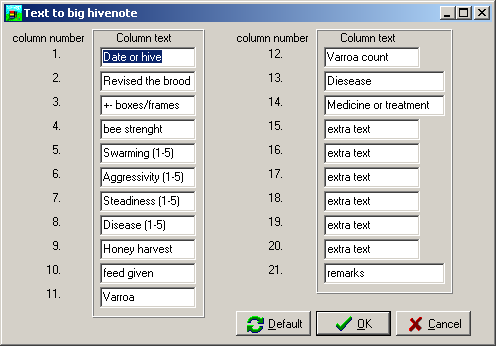 Text to big hivenote
column number Column text
1. Date or hive
2. Revised the brood
3. +- boxes/frames
4. bee strenght
5. Swarming (1-5)
6. Aggressivity (1-5)
7. Steadiness (1-5)
8. Disease (1-5)
9. Honey harvest
10. feed given
11. Varroa
column number Column text
12. Varroa count
13. Diesease
14. Medicine or treatment
15. extra text
16. extra text
17. extra text
18. extra text
19. extra text
20. extra text
21. remarks
Default OK Cancel